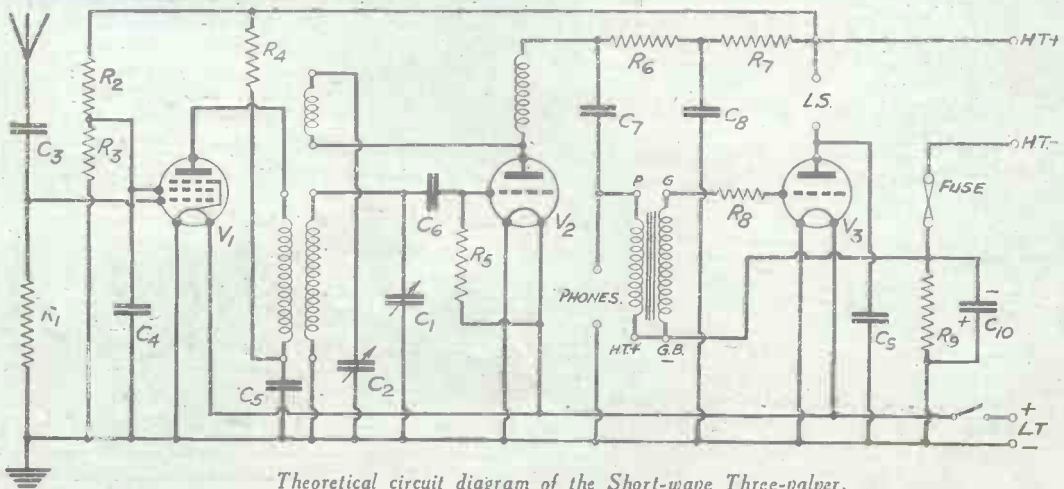 R2
R4
R6
R7
HT+
L.S.
C3
R3
C7
C8
HT-
V1
C6
V2
P
G
R8
V3
FUSE
R5
PHONES.
R1
C4
C1
HT.+
G.B.
-
C9
R9
-
+
C10
C5
C2
+
LT
-
Theoretical circuit diagram of the Short-wave Three-valver.